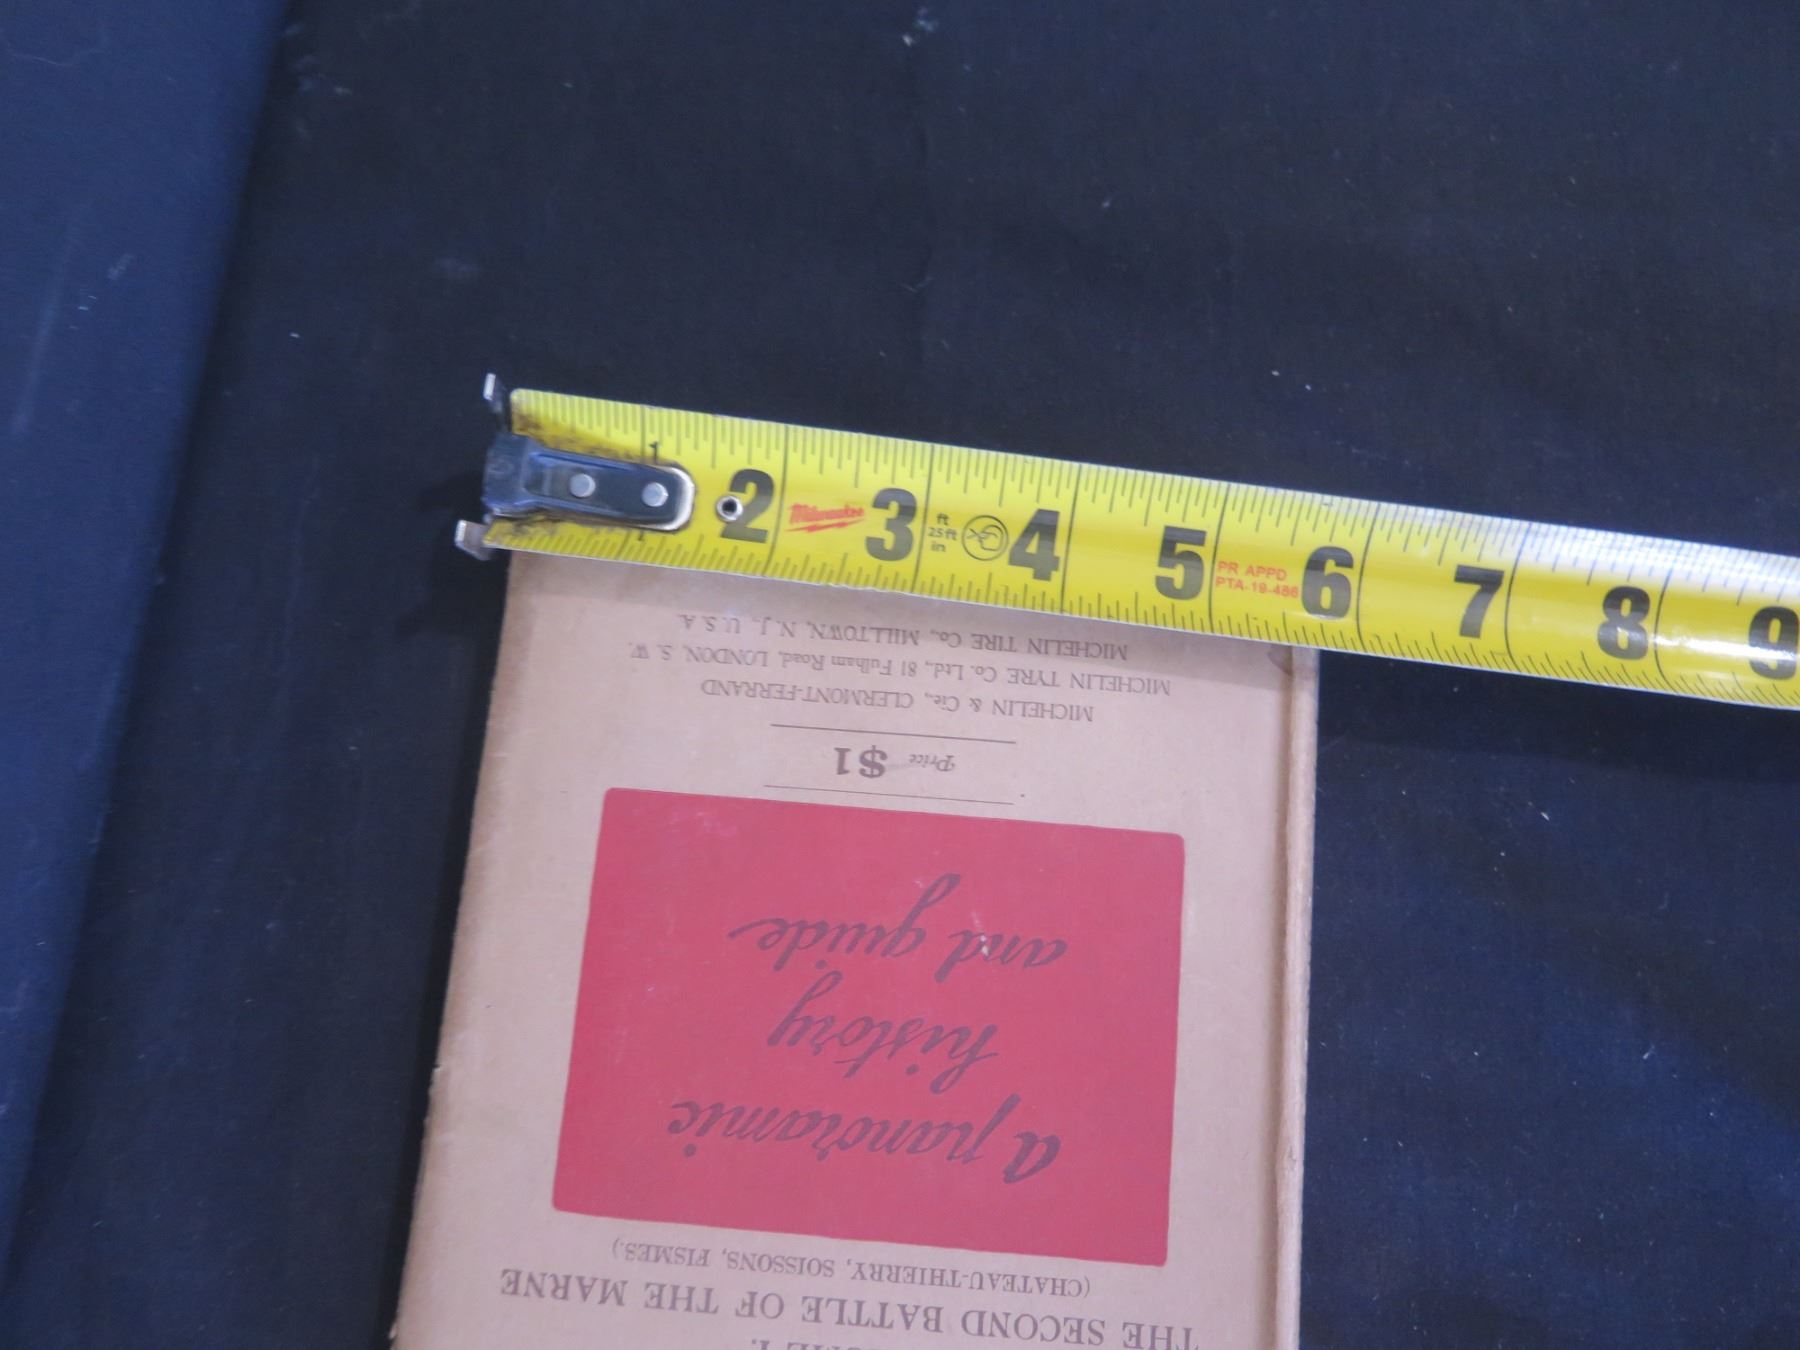 1
2
Milwaukee
3
ft
25ft
in
4
5
PR APPD
PTA-19-486
6
7
8
9
THE SECOND BATTLE OF THE MARNE
(CHATEAU-THIERRY, SOISSONS, FISMES.)
a panoramic
history
and guide
Price $1
MICHELIN & Cie., CLERMONT-FERRAND
MICHELIN TYRE Co. Ltd., 81 Fulham Road, LONDON, S. W.
MICHELIN TIRE Co., MILLTOWN, N. J., U. S. A.